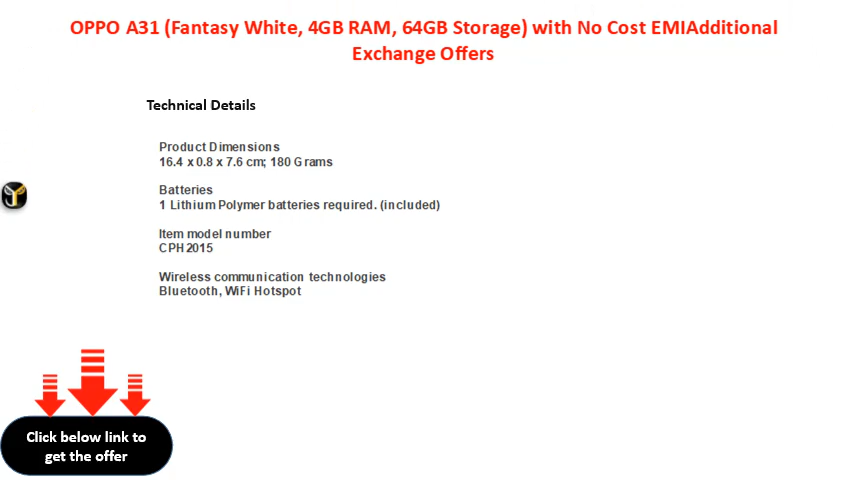 OPPO A31 (Fantasy White, 4GB RAM, 64GB Storage) with No Cost EMIAdditional
Exchange Offers
Technical Details
Product Dimensions
16.4 x 0.8 x 7.6 cm; 180 Grams
Batteries
1 Lithium Polymer batteries required. (included)
Item model number
CPH2015
Wireless communication technologies
Bluetooth, WiFi Hotspot
Click below link to
get the offer